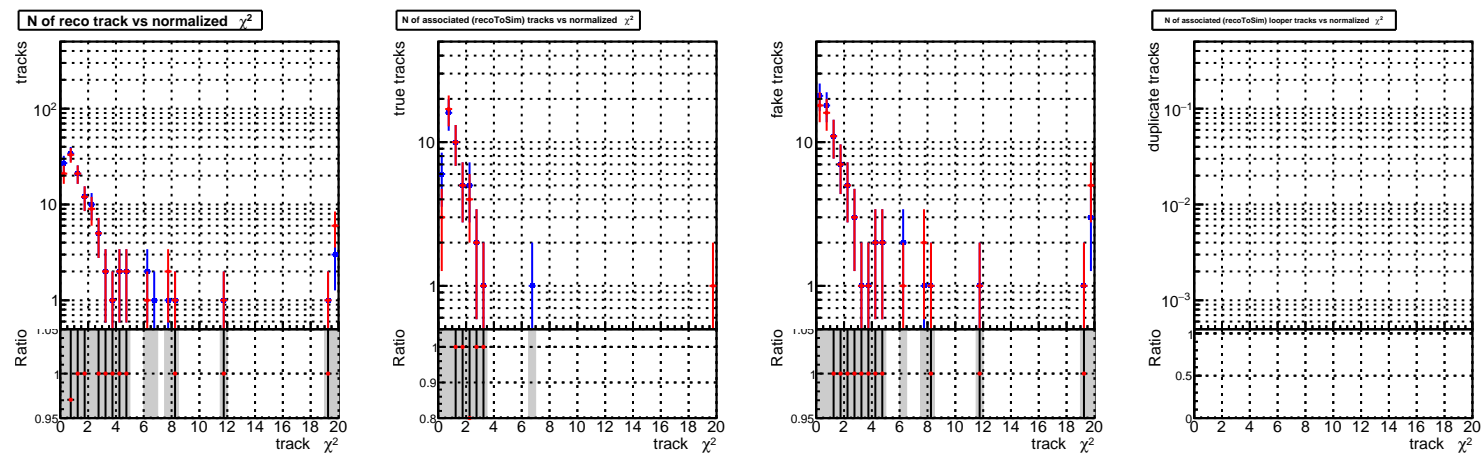 N of reco track vs normalized χ²
tracks
10²
10
1
Ratio
1.05
1
0.95
0 2 4 6 8 10 12 14 16 18 20
track χ²
N of associated (recoToSim) tracks vs normalized χ²
true tracks
10
1
Ratio
1
0.9
0.8
0 2 4 6 8 10 12 14 16 18 20
track χ²
fake tracks
10
1
Ratio
1.05
1
0.95
0 2 4 6 8 10 12 14 16 18 20
track χ²
N of associated (recoToSim) looper tracks vs normalized χ²
duplicate tracks
10⁻¹
10⁻²
10⁻³
Ratio
1
0.5
0
0 2 4 6 8 10 12 14 16 18 20
track χ²